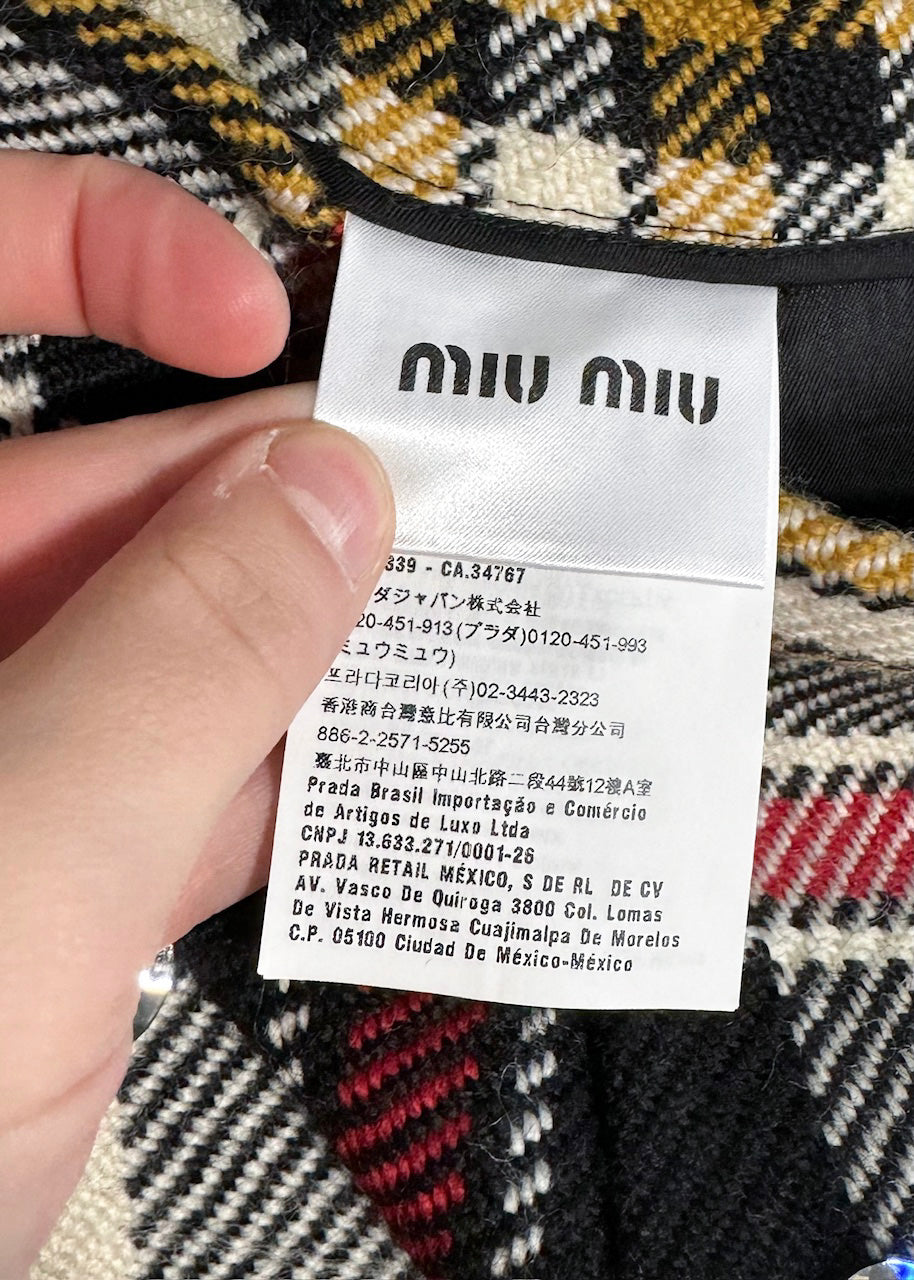 MIU MIU
339 - CA.34767
ダジャパン株式会社
20-451-913(プラダ)0120-451-993
ミュウミュウ)
프라다코리아(주)02-3443-2323
香港商台灣意比有限公司台灣分公司
886-2-2571-5255
臺北市中山區中山北路二段44號12樓A室
Prada Brasil Importação e Comércio
de Artigos de Luxo Ltda
CNPJ 13.633.271/0001-26
PRADA RETAIL MÉXICO, S DE RL DE CV
AV. Vasco De Quiroga 3800 Col. Lomas
De Vista Hermosa Cuajimalpa De Morelos
C.P. 05100 Ciudad De México-México